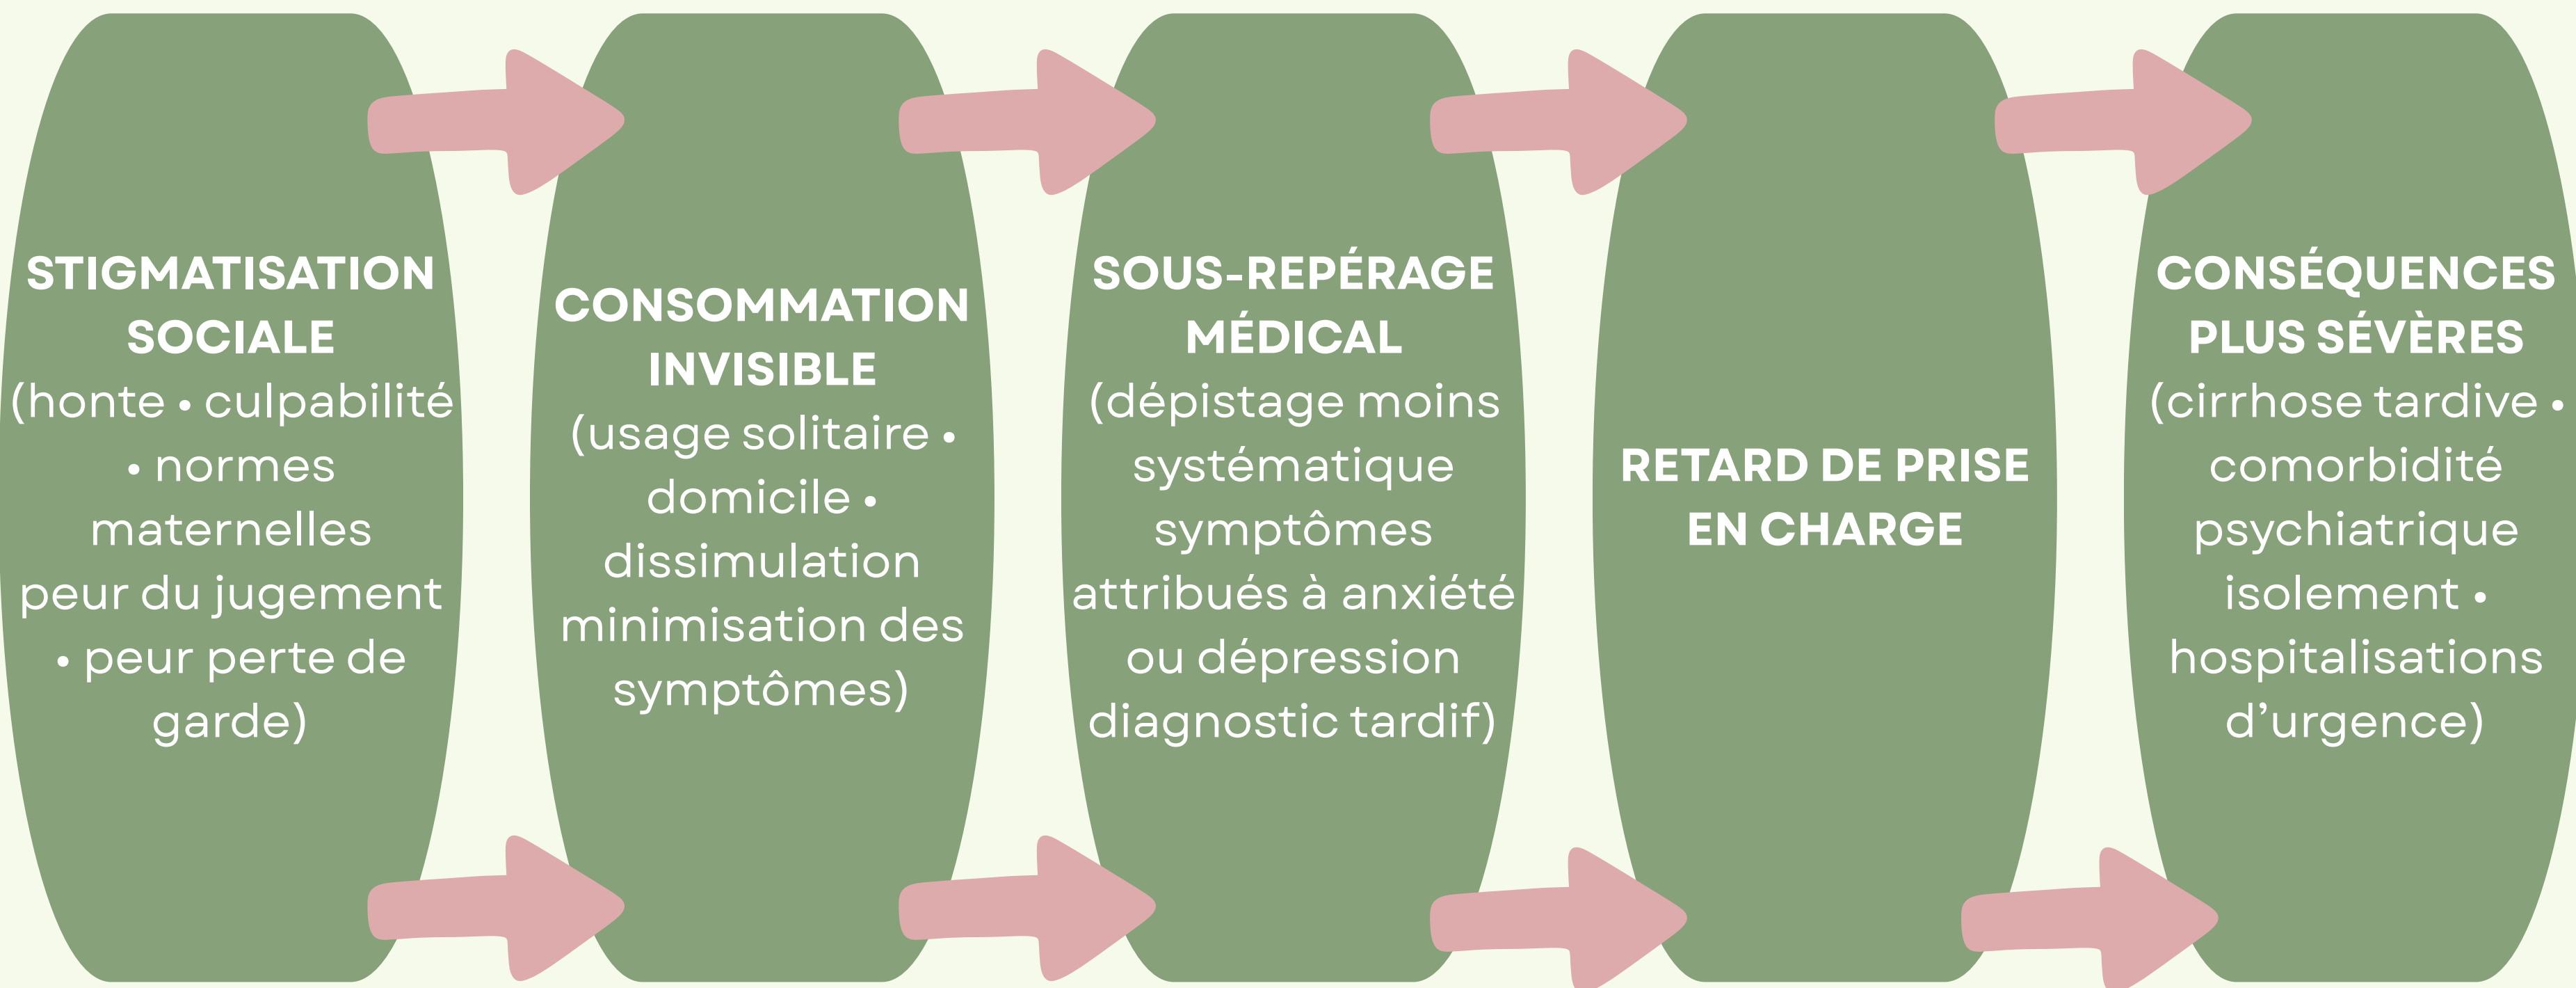 STIGMATISATION
SOCIALE
(honte • culpabilité
• normes
maternelles
peur du jugement
• peur perte de
garde)
CONSOMMATION
INVISIBLE
(usage solitaire •
domicile •
dissimulation
minimisation des
symptômes)
SOUS-REPÉRAGE
MÉDICAL
(dépistage moins
systématique
symptômes
attribués à anxiété
ou dépression
diagnostic tardif)
RETARD DE PRISE
EN CHARGE
CONSÉQUENCES
PLUS SÉVÈRES
(cirrhose tardive •
comorbidité
psychiatrique
isolement •
hospitalisations
d’urgence)